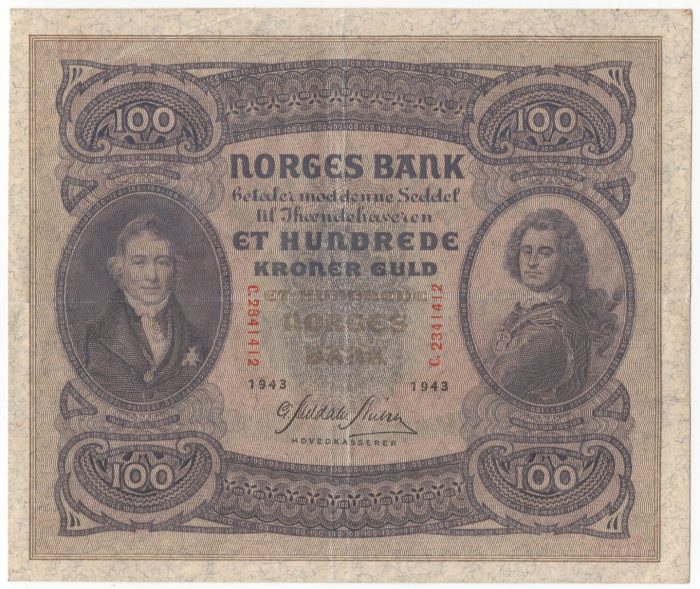 100
100
NORGES BANK
betaler mod denne Seddel
til Ihændehaveren
ET HUNDREDE
KRONER GULD
C.2341412
C.2341412
ET HUNDREDE
NORGES
BANK
1943
1943
HOVEDKASSERER
100
100